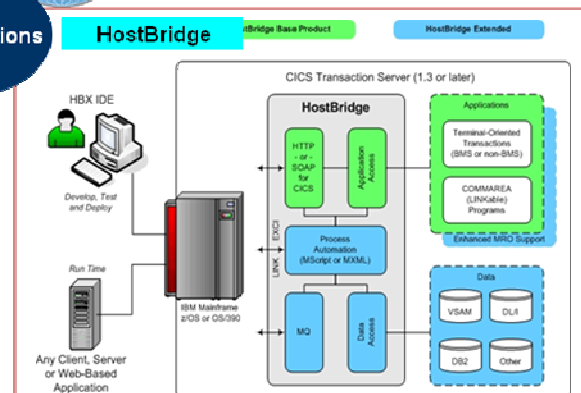 ions
HostBridge
HostBridge Base Product
HostBridge Extended
CICS Transaction Server (1.3 or later)
HBX IDE
Develop, Test
and Deploy
Run Time
Any Client, Server
or Web-Based
Application
IBM Mainframe
z/OS or OS/390
HostBridge
HTTP
- or -
SOAP
for
CICS
Application
Access
LINK EXCI
Process
Automation
(MScript or MXML)
MQ
Data
Access
Applications
Terminal-Oriented
Transactions
(BMS or non-BMS)
COMMAREA
(LINKable)
Programs
Enhanced MRO Support
Data
VSAM
DL/I
DB2
Other